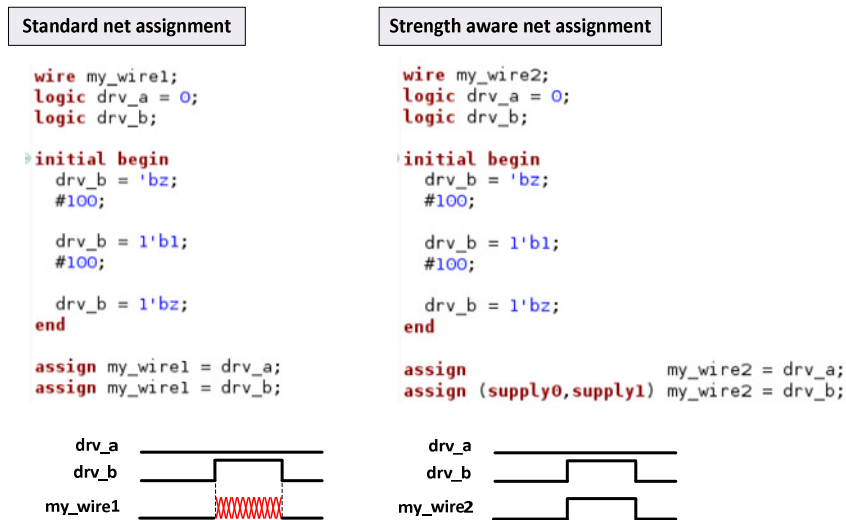 Standard net assignment
wire my_wire1;
logic drv_a = 0;
logic drv_b;
initial begin
drv_b = 'bz;
#100;
drv_b = 1'b1;
#100;
drv_b = 1'bz;
end
assign my_wire1 = drv_a;
assign my_wire1 = drv_b;
drv_a
drv_b
my_wire1
Strength aware net assignment
wire my_wire2;
logic drv_a = 0;
logic drv_b;
initial begin
drv_b = 'bz;
#100;
drv_b = 1'b1;
#100;
drv_b = 1'bz;
end
assign my_wire2 = drv_a;
assign (supply0,supply1) my_wire2 = drv_b;
drv_a
drv_b
my_wire2